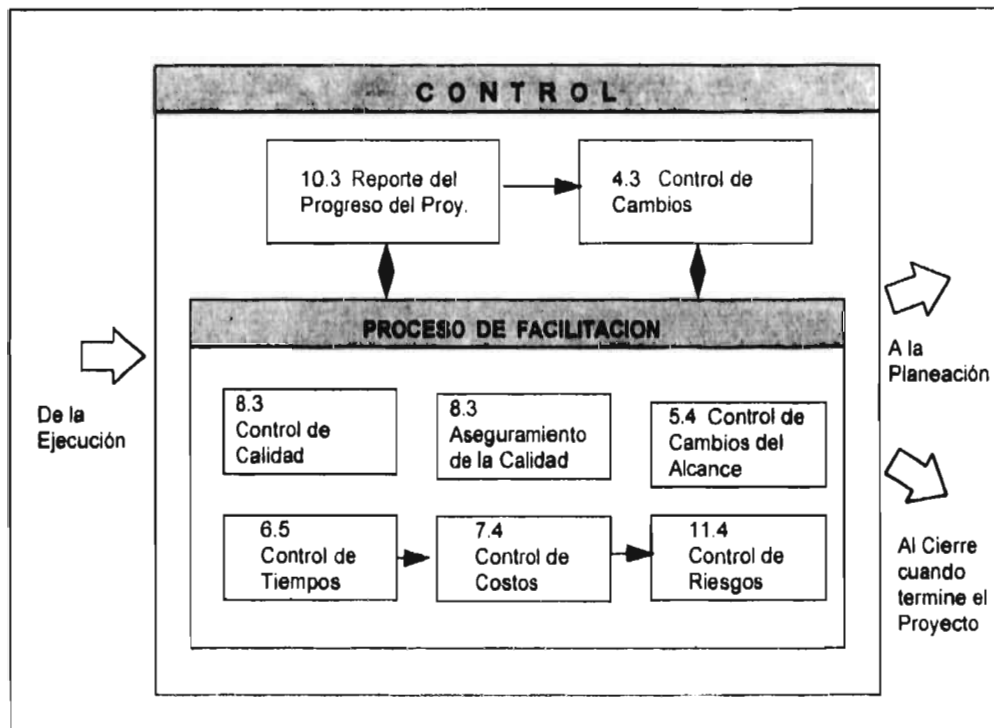 CONTROL
10.3 Reporte del
Progreso del Proy.
4.3 Control de
Cambios
PROCESO DE FACILITACION
De la
Ejecución
8.3
Control de
Calidad
8.3
Aseguramiento
de la Calidad
5.4 Control de
Cambios del
Alcance
6.5
Control de
Tiempos
7.4
Control de
Costos
11.4
Control de
Riesgos
A la
Planeación
Al Cierre
cuando
termine el
Proyecto